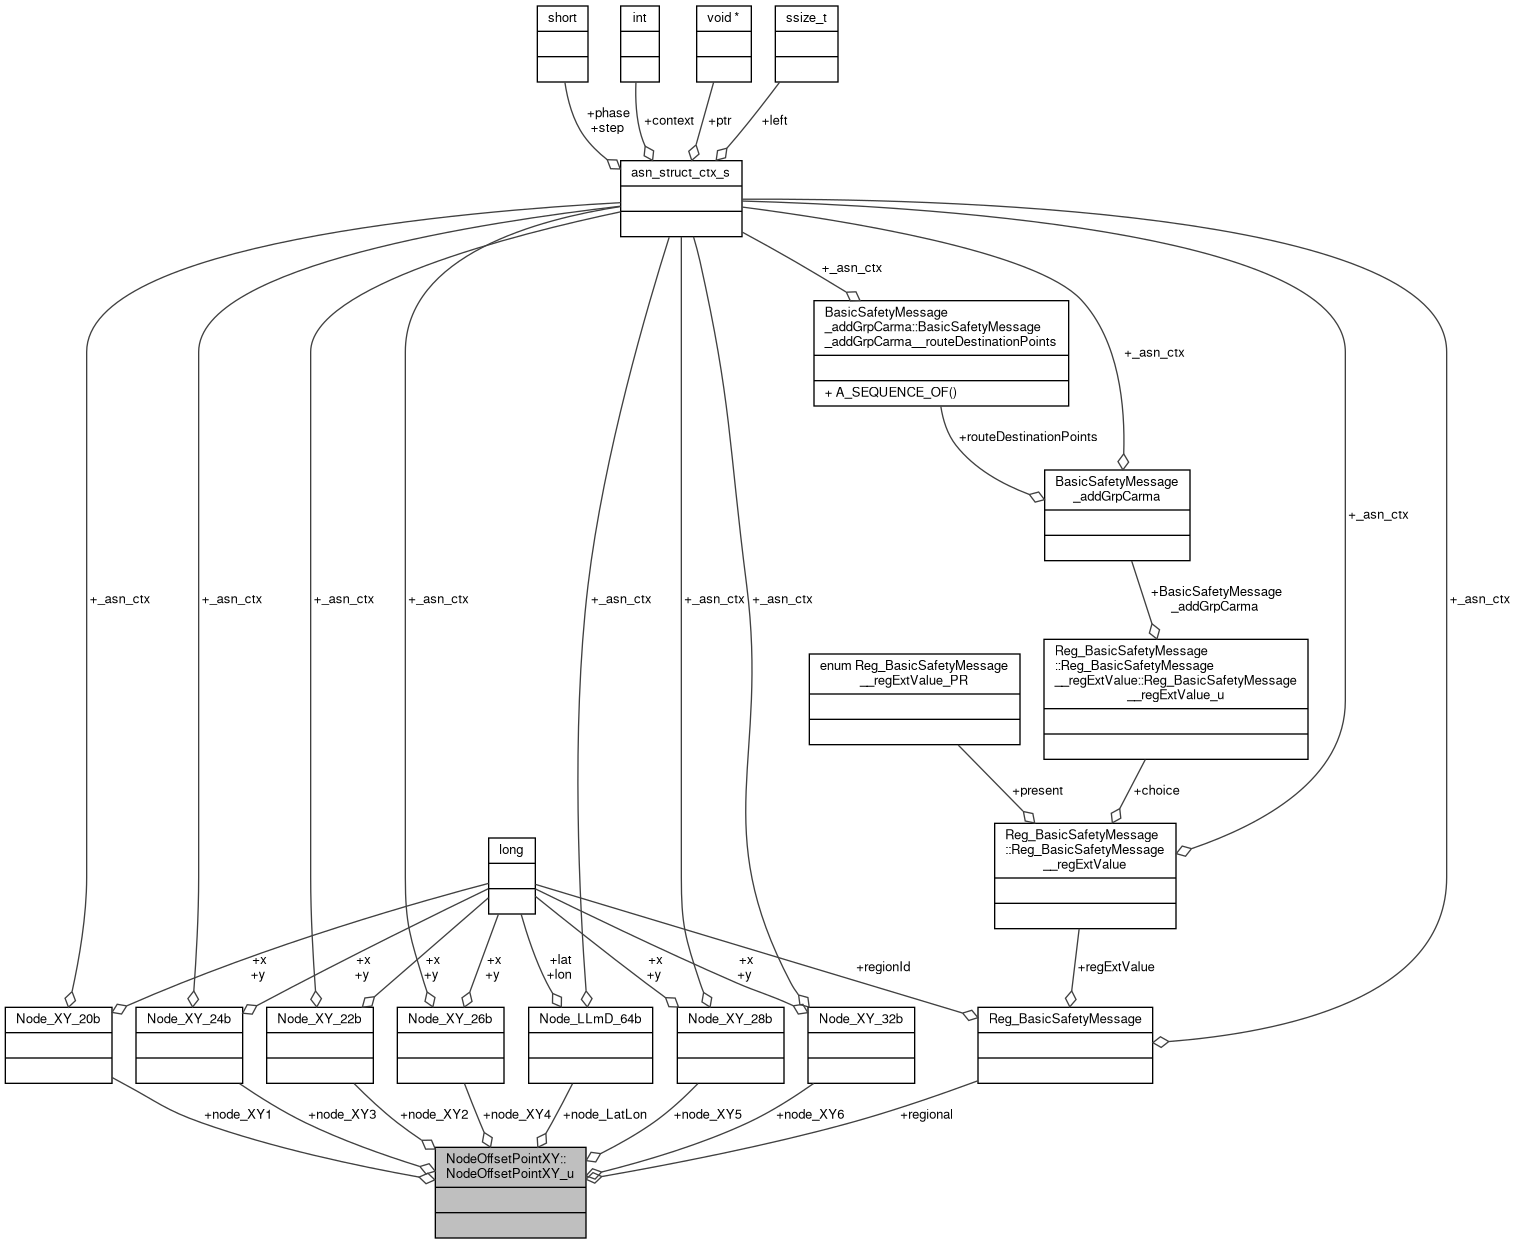 short
int
void *
ssize_t
+phase
+step
+context
+ptr
+left
asn_struct_ctx_s
+_asn_ctx
BasicSafetyMessage
_addGrpCarma::BasicSafetyMessage
_addGrpCarma__routeDestinationPoints
+ A_SEQUENCE_OF()
+_asn_ctx
+routeDestinationPoints
BasicSafetyMessage
_addGrpCarma
+_asn_ctx
+_asn_ctx
+_asn_ctx
+_asn_ctx
+_asn_ctx
+_asn_ctx
+_asn_ctx
+_asn_ctx
+_asn_ctx
+_asn_ctx
+BasicSafetyMessage
_addGrpCarma
enum Reg_BasicSafetyMessage
__regExtValue_PR
Reg_BasicSafetyMessage
::Reg_BasicSafetyMessage
__regExtValue::Reg_BasicSafetyMessage
__regExtValue_u
+present
+choice
long
Reg_BasicSafetyMessage
::Reg_BasicSafetyMessage
__regExtValue
+x
+y
+x
+y
+x
+y
+x
+y
+lat
+lon
+x
+y
+x
+y
+regionId
+regExtValue
Node_XY_20b
Node_XY_24b
Node_XY_22b
Node_XY_26b
Node_LLmD_64b
Node_XY_28b
Node_XY_32b
Reg_BasicSafetyMessage
+node_XY1
+node_XY3
+node_XY2
+node_XY4
+node_LatLon
+node_XY5
+node_XY6
+regional
NodeOffsetPointXY::
NodeOffsetPointXY_u